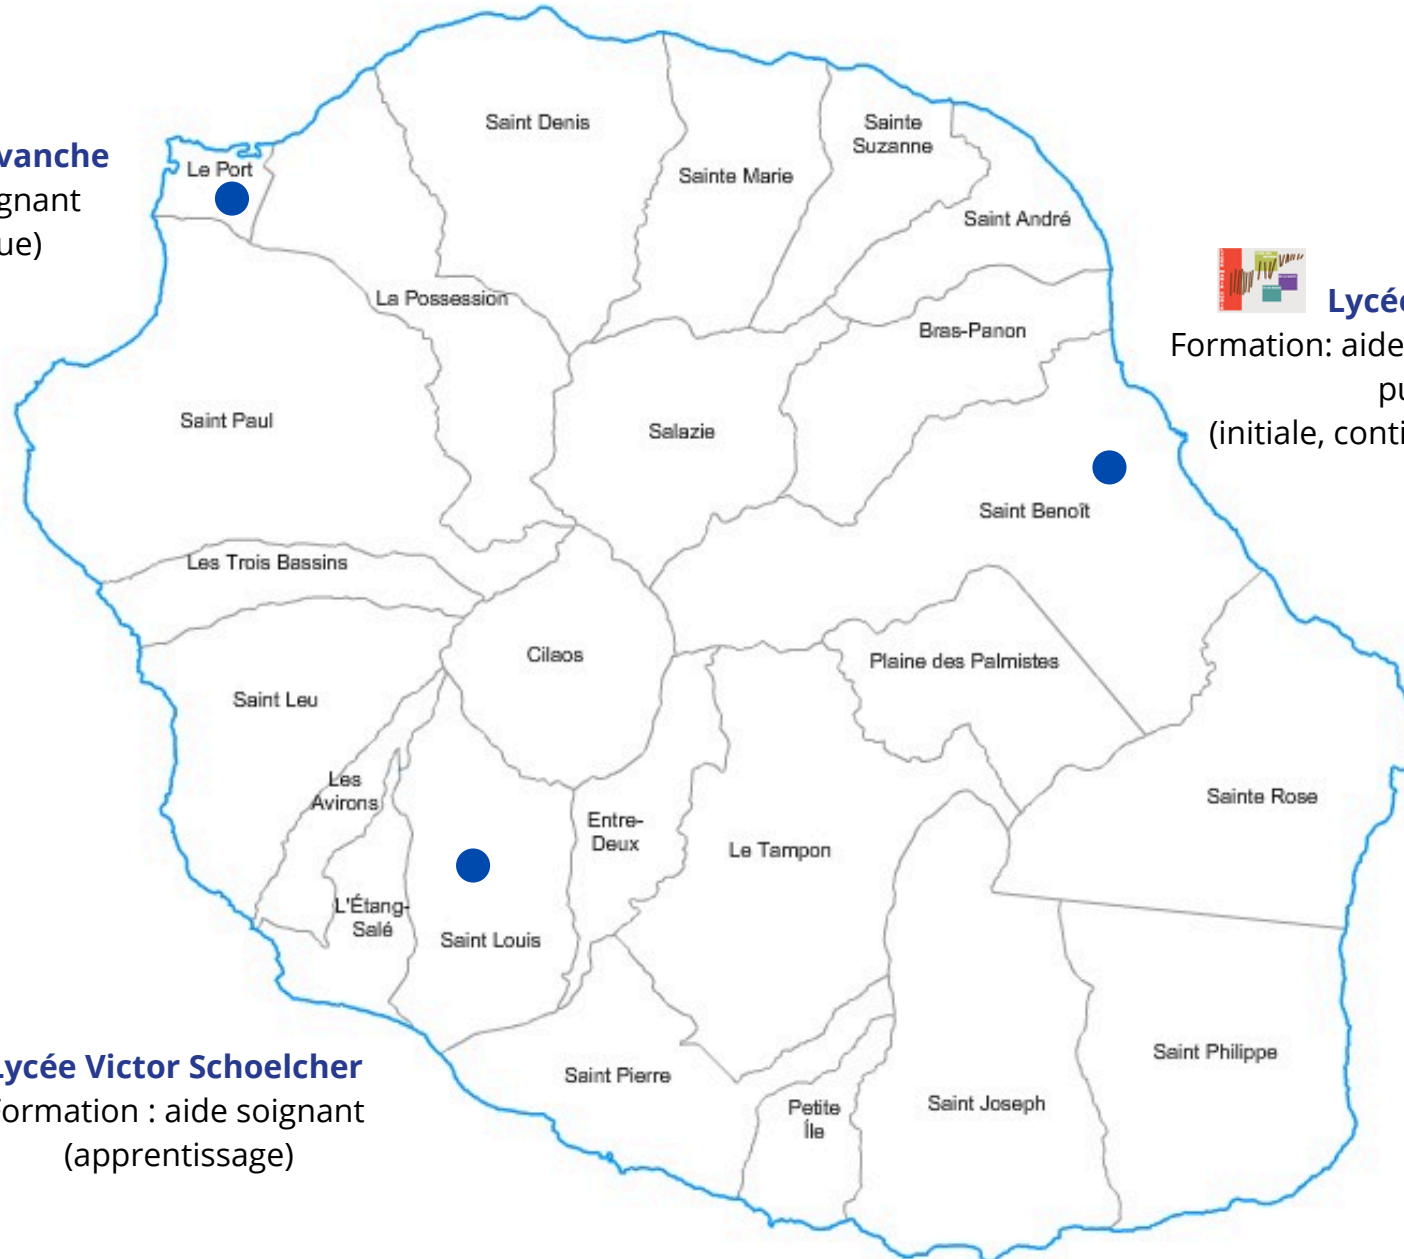 Saint Denis
Sainte
Suzanne
vanche
gnant
ue)
Le Port
Sainte Marie
Saint André
La Possession
Bras-Panon
Lycée
Formation: aide
pu
(initiale, conti
Saint Paul
Salazie
Saint Benoît
Les Trois Bassins
Cilaos
Plaine des Palmistes
Saint Leu
Les
Avirons
Sainte Rose
Entre-
Deux
Le Tampon
L'Étang-
Salé
Saint Louis
Lycée Victor Schoelcher
Formation : aide soignant
(apprentissage)
Saint Pierre
Saint Philippe
Petite
Île
Saint Joseph